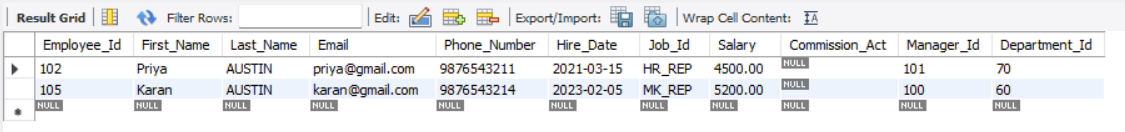 Result Grid Filter Rows: Edit: Export/Import: Wrap Cell Content: IA
Employee_Id First_Name Last_Name Email Phone_Number Hire_Date Job_Id Salary Commission_Act Manager_Id Department_Id
102 Priya AUSTIN priya@gmail.com 9876543211 2021-03-15 HR_REP 4500.00 NULL 101 70
105 Karan AUSTIN karan@gmail.com 9876543214 2023-02-05 MK_REP 5200.00 NULL 100 60
NULL NULL NULL NULL NULL NULL NULL NULL NULL NULL NULL